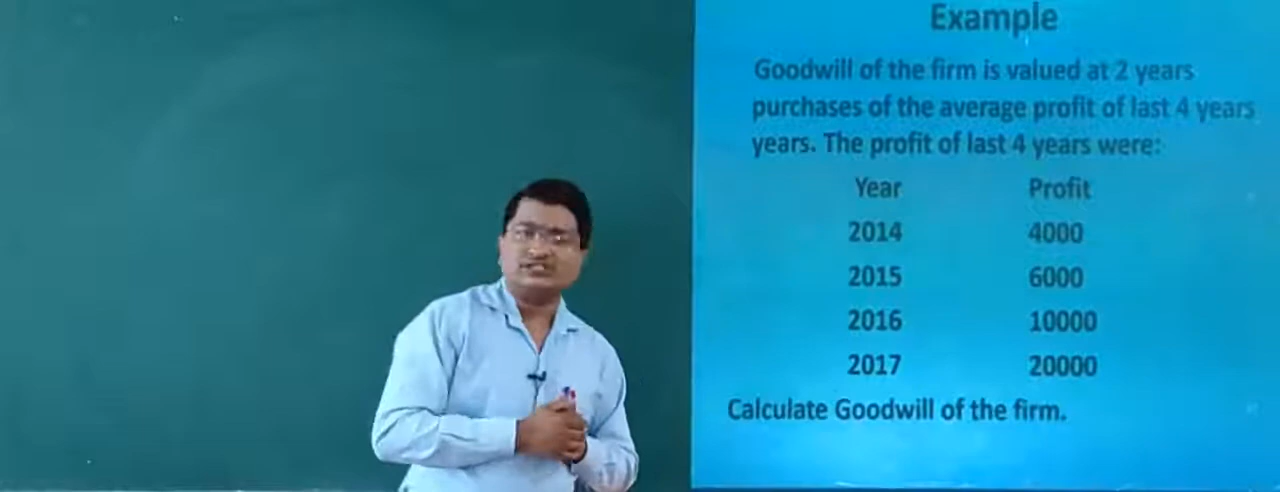 Example
Goodwill of the firm is valued at 2 years
purchases of the average profit of last 4 years
years. The profit of last 4 years were:
Year Profit
2014 4000
2015 6000
2016 10000
2017 20000
Calculate Goodwill of the firm.